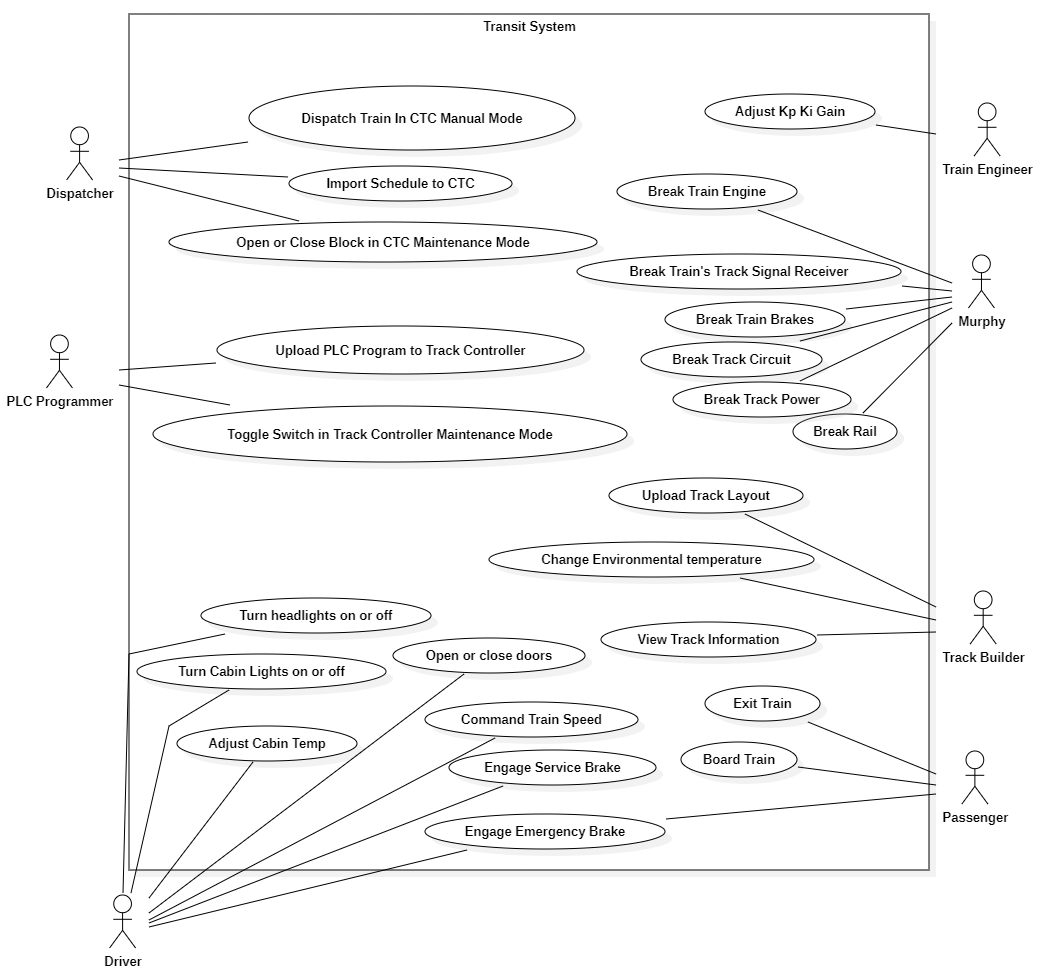 Transit System
Dispatch Train In CTC Manual Mode
Adjust Kp Ki Gain
Train Engineer
Dispatcher
Import Schedule to CTC
Break Train Engine
Open or Close Block in CTC Maintenance Mode
Break Train's Track Signal Receiver
Break Train Brakes
Murphy
Upload PLC Program to Track Controller
Break Track Circuit
PLC Programmer
Break Track Power
Toggle Switch in Track Controller Maintenance Mode
Break Rail
Upload Track Layout
Change Environmental temperature
Turn headlights on or off
View Track Information
Track Builder
Open or close doors
Turn Cabin Lights on or off
Exit Train
Command Train Speed
Adjust Cabin Temp
Board Train
Engage Service Brake
Passenger
Engage Emergency Brake
Driver